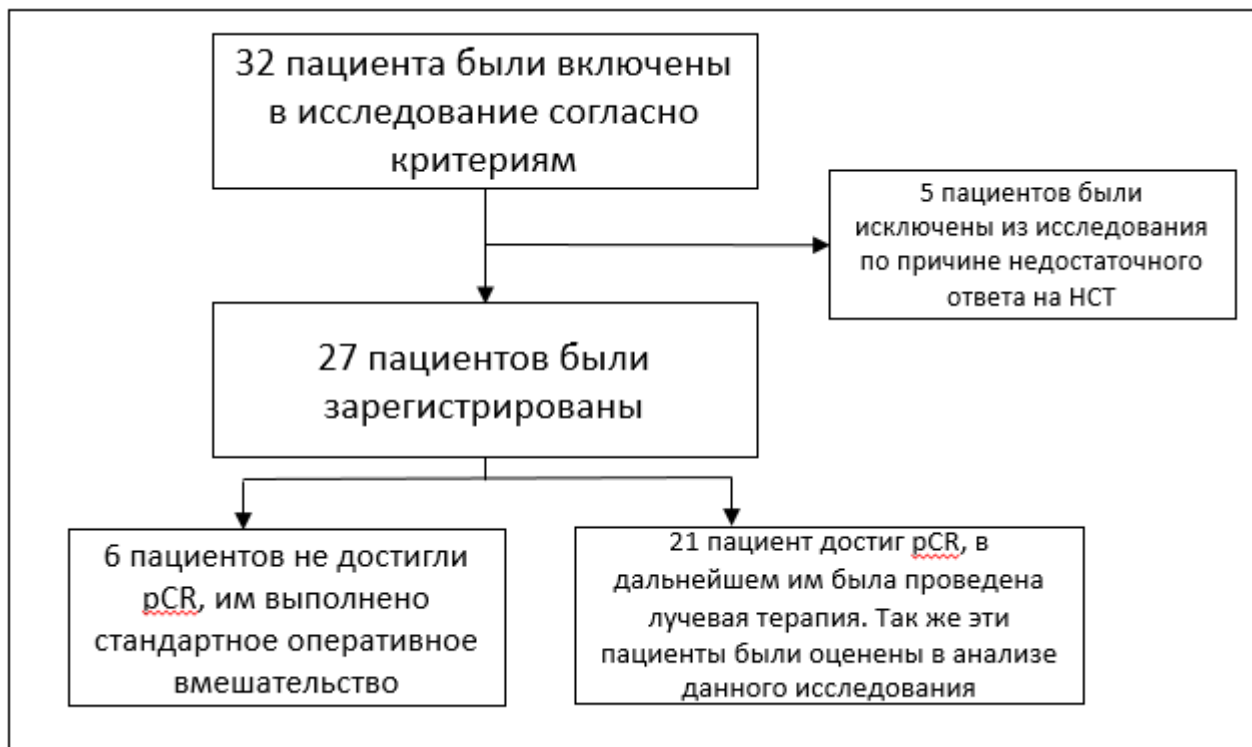 32 пациента были включены
в исследование согласно
критериям
5 пациентов были
исключены из исследования
по причине недостаточного
ответа на НСТ
27 пациентов были
зарегистрированы
6 пациентов не достигли
pCR, им выполнено
стандартное оперативное
вмешательство
21 пациент достиг pCR, в
дальнейшем им была проведена
лучевая терапия. Так же эти
пациенты были оценены в анализе
данного исследования